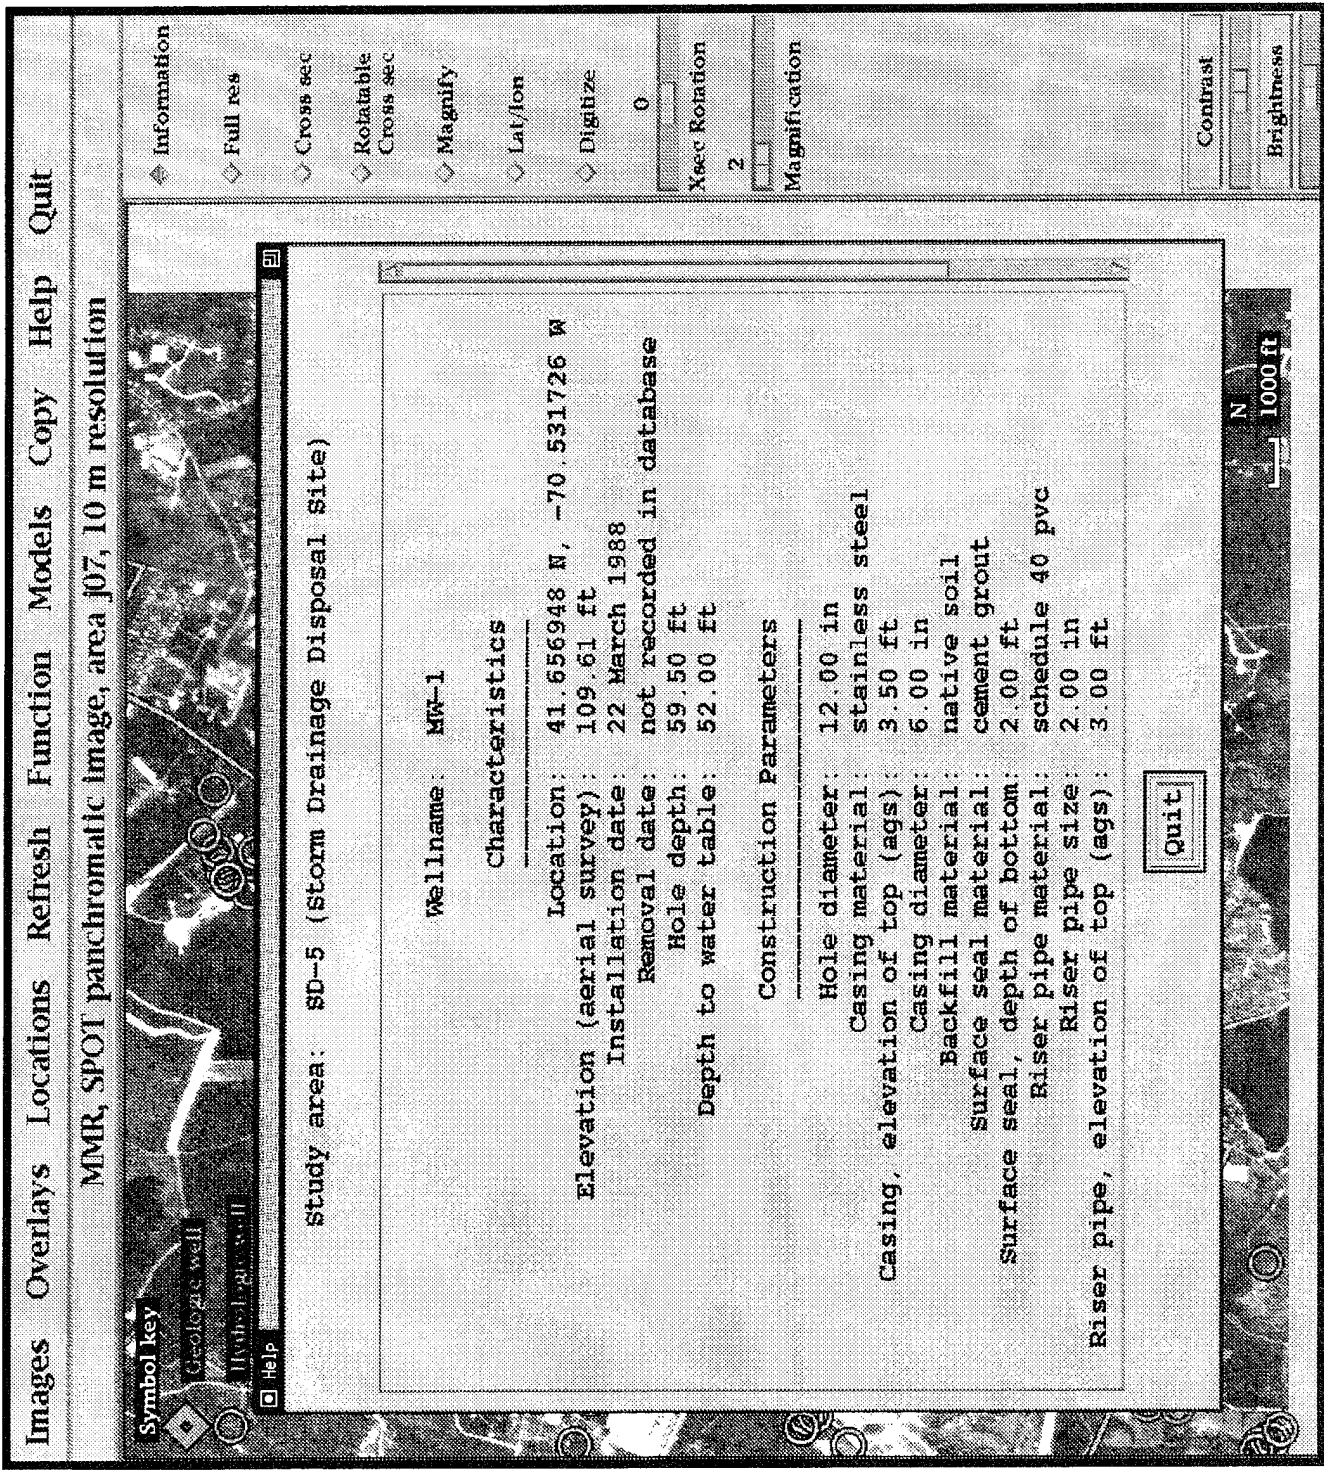 Images Overlays Locations Refresh Function Models Copy Help Quit
MMR, SPOT panchromatic image, area j07, 10 m resolution
Symbol key
Geologic well
Hydrologic well
Help
Study area: SD-5 (Storm Drainage Disposal Site)
Wellname: MW-1
Characteristics
Location: 41.656948 N, -70.531726 W
Elevation (aerial survey): 109.61 ft
Installation date: 22 March 1988
Removal date: not recorded in database
Hole depth: 59.50 ft
Depth to water table: 52.00 ft
Construction Parameters
Hole diameter: 12.00 in
Casing material: stainless steel
Casing, elevation of top (ags): 3.50 ft
Casing diameter: 6.00 in
Backfill material: native soil
Surface seal material: cement grout
Surface seal, depth of bottom: 2.00 ft
Riser pipe material: schedule 40 pvc
Riser pipe size: 2.00 in
Riser pipe, elevation of top (ags): 3.00 ft
Quit
N
1000 ft
Information
Full res
Cross sec
Rotatable
Cross sec
Magnify
Lat/lon
Digitize
0
Xsec Rotation
2
Magnification
Contrast
Brightness